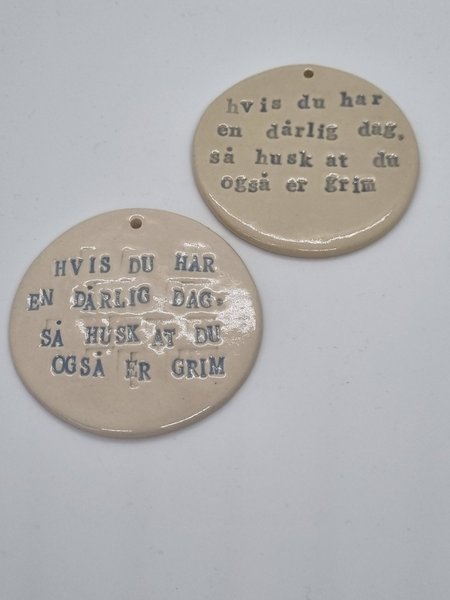 hvis du har
en dårlig dag,
så husk at du
også er grim
HVIS DU HAR
EN DÅRLIG DAG.
SÅ HUSK AT DU
OGSÅ ER GRIM